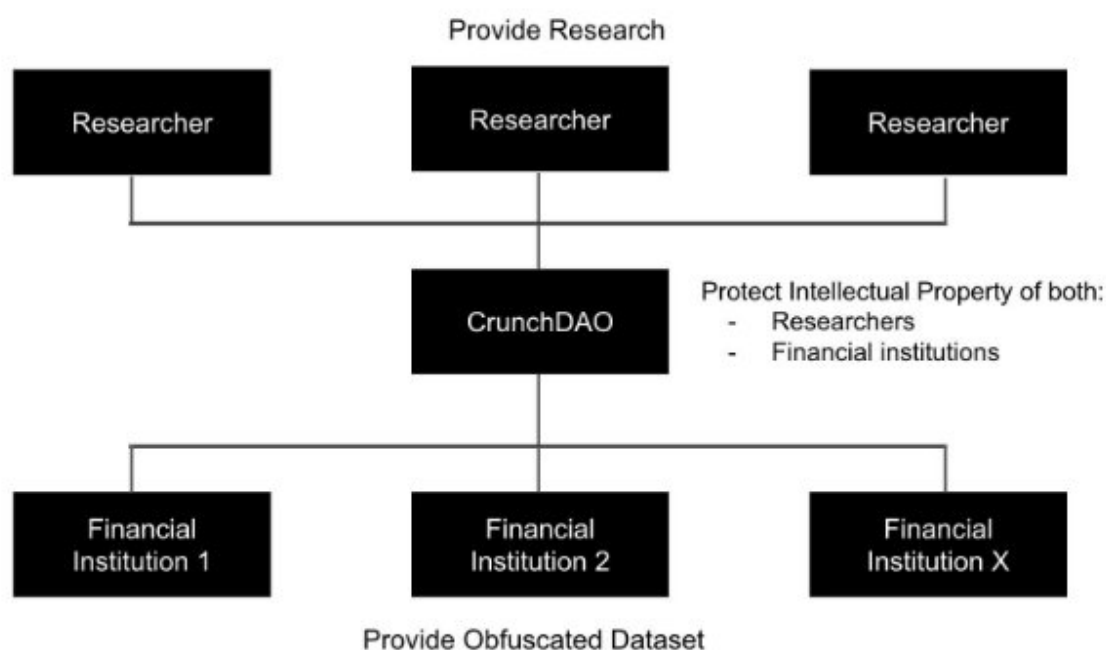 Provide Research
Researcher
Researcher
Researcher
CrunchDAO
Protect Intellectual Property of both:
- Researchers
- Financial institutions
Financial
Institution 1
Financial
Institution 2
Financial
Institution X
Provide Obfuscated Dataset